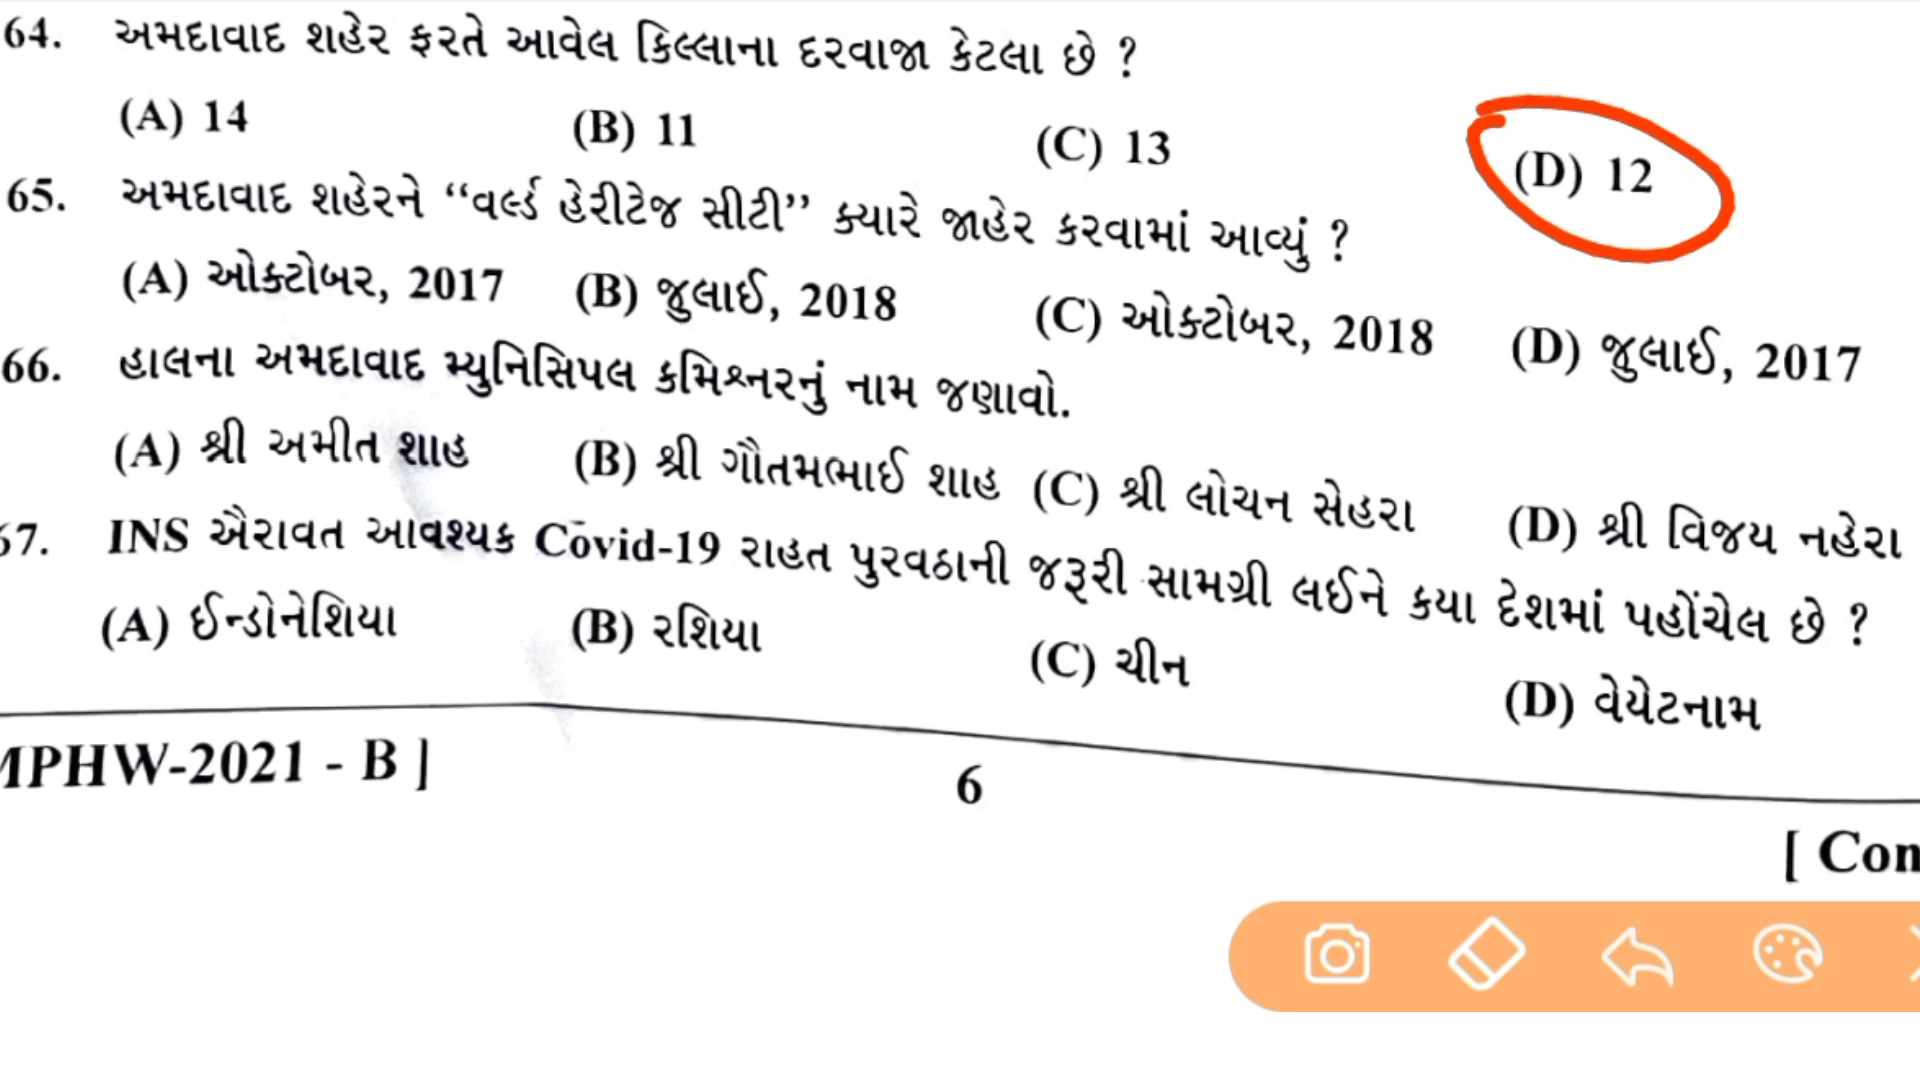 64. અમદાવાદ શહેર ફરતે આવેલ કિલ્લાના દરવાજા કેટલા છે ?
(A) 14 (B) 11 (C) 13 (D) 12
65. અમદાવાદ શહેરને “વર્લ્ડ હેરીટેજ સીટી” ક્યારે જાહેર કરવામાં આવ્યું ?
(A) ઓક્ટોબર, 2017 (B) જુલાઈ, 2018 (C) ઓક્ટોબર, 2018 (D) જુલાઈ, 2017
66. હાલના અમદાવાદ મ્યુનિસિપલ કમિશ્નરનું નામ જણાવો.
(A) શ્રી અમીત શાહ (B) શ્રી ગૌતમભાઈ શાહ (C) શ્રી લોચન સેહરા (D) શ્રી વિજય નહેરા
67. INS ઐરાવત આવશ્યક Covid-19 રાહત પુરવઠાની જરૂરી સામગ્રી લઈને કયા દેશમાં પહોંચેલ છે ?
(A) ઈન્ડોનેશિયા (B) રશિયા (C) ચીન (D) વેયેટનામ
MPHW-2021 - B ] 6 [ Con